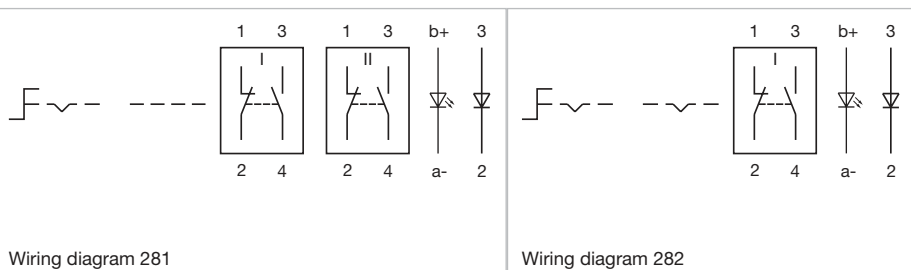 1 3 1 3 b+ 3
I II
2 4 2 4 a- 2
Wiring diagram 281
1 3 b+ 3
I
2 4 a- 2
Wiring diagram 282